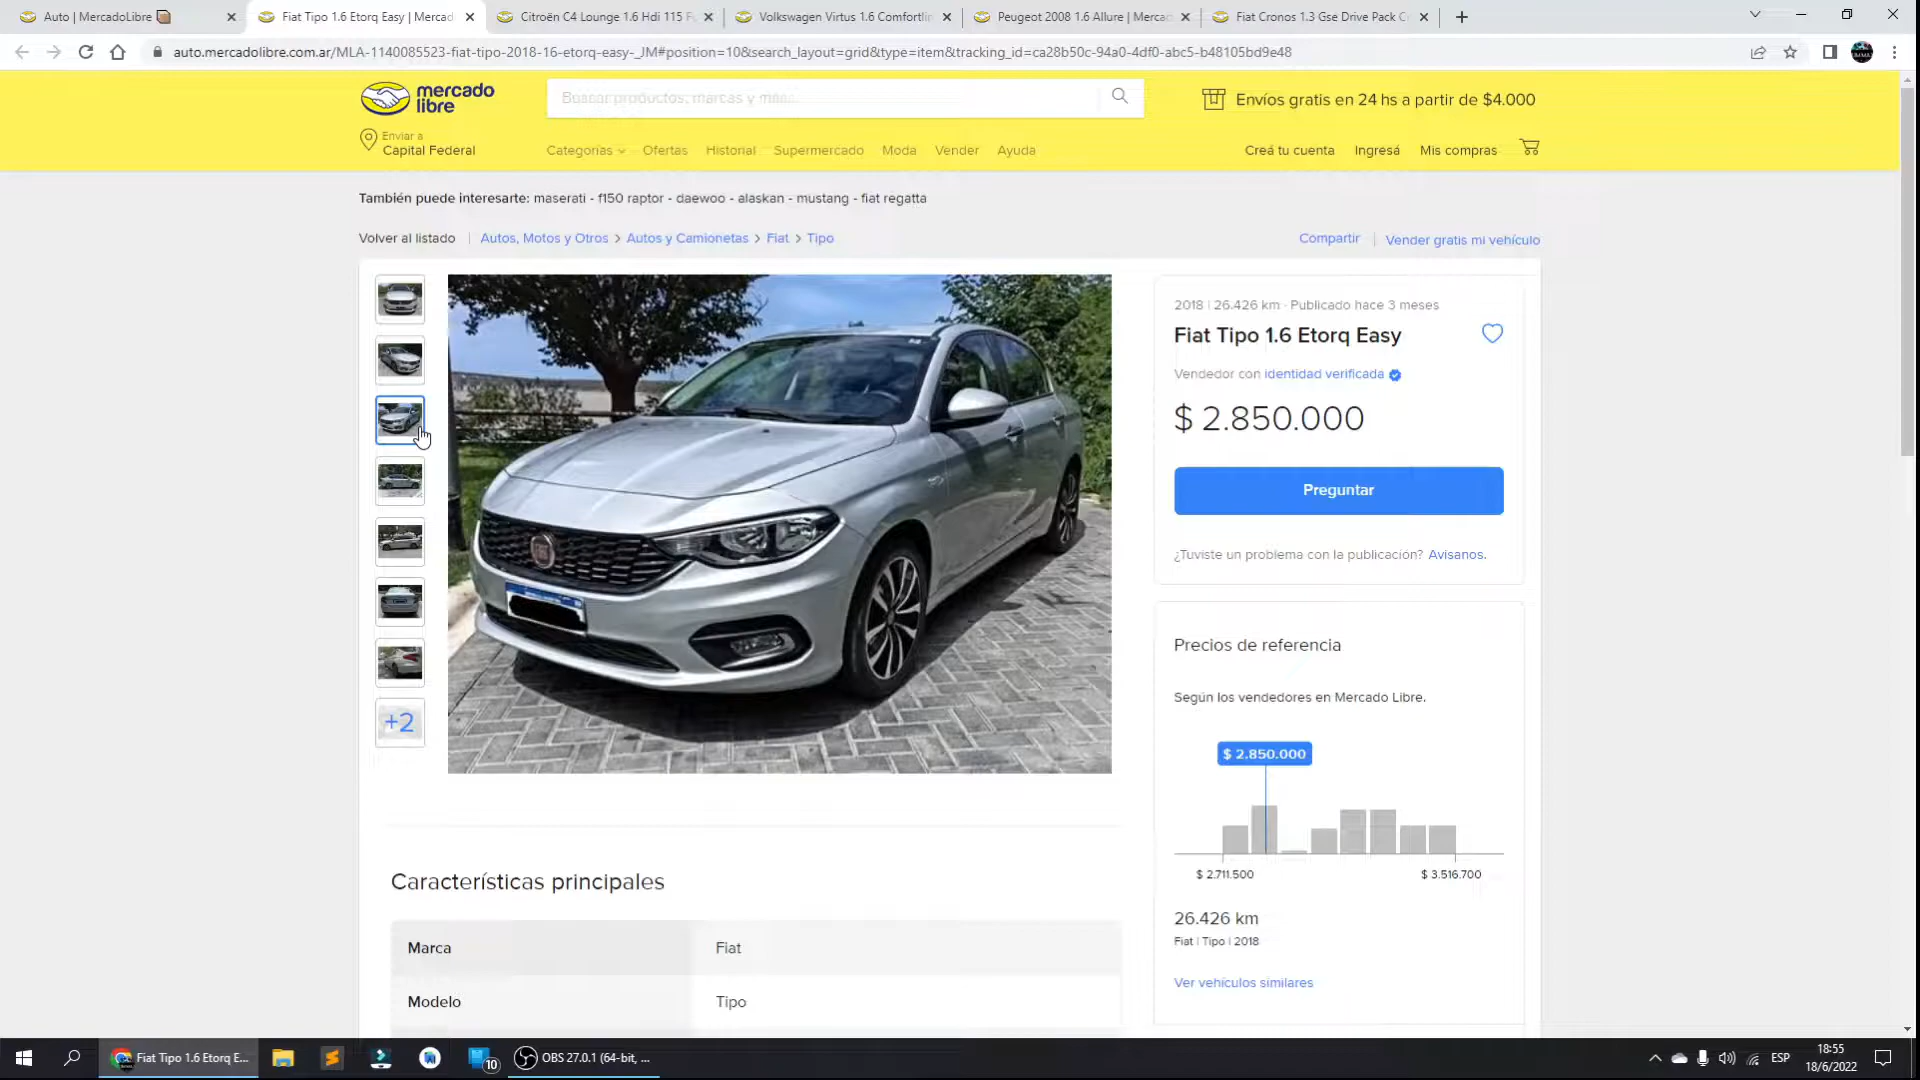 Auto | MercadoLibre
Fiat Tipo 1.6 Etorq Easy | Mercad
Citroën C4 Lounge 1.6 Hdi 115 F
Volkswagen Virtus 1.6 Comfortlin
Peugeot 2008 1.6 Allure | Mercad
Fiat Cronos 1.3 Gse Drive Pack C
auto.mercadolibre.com.ar/MLA-1140085523-fiat-tipo-2018-16-etorq-easy-_JM#position=10&search_layout=grid&type=item&tracking_id=ca28b50c-94a0-4df0-abc5-b48105bd9e48
mercado
libre
Buscar productos, marcas y más...
Envíos gratis en 24 hs a partir de $4.000
Enviar a
Capital Federal
Categorías Ofertas Historial Supermercado Moda Vender Ayuda
Creá tu cuenta Ingresá Mis compras
También puede interesarte: maserati - f150 raptor - daewoo - alaskan - mustang - fiat regatta
Volver al listado | Autos, Motos y Otros > Autos y Camionetas > Fiat > Tipo
Compartir | Vender gratis mi vehículo
2018 | 26.426 km · Publicado hace 3 meses
Fiat Tipo 1.6 Etorq Easy
Vendedor con identidad verificada
$ 2.850.000
Preguntar
¿Tuviste un problema con la publicación? Avisanos.
+2
Precios de referencia
Según los vendedores en Mercado Libre.
$ 2.850.000
$ 2.711.500
$ 3.516.700
26.426 km
Fiat | Tipo | 2018
Ver vehículos similares
Características principales
Marca Fiat
Modelo Tipo
Fiat Tipo 1.6 Etorq E...
10
OBS 27.0.1 (64-bit, ...
ESP
18:55
18/6/2022